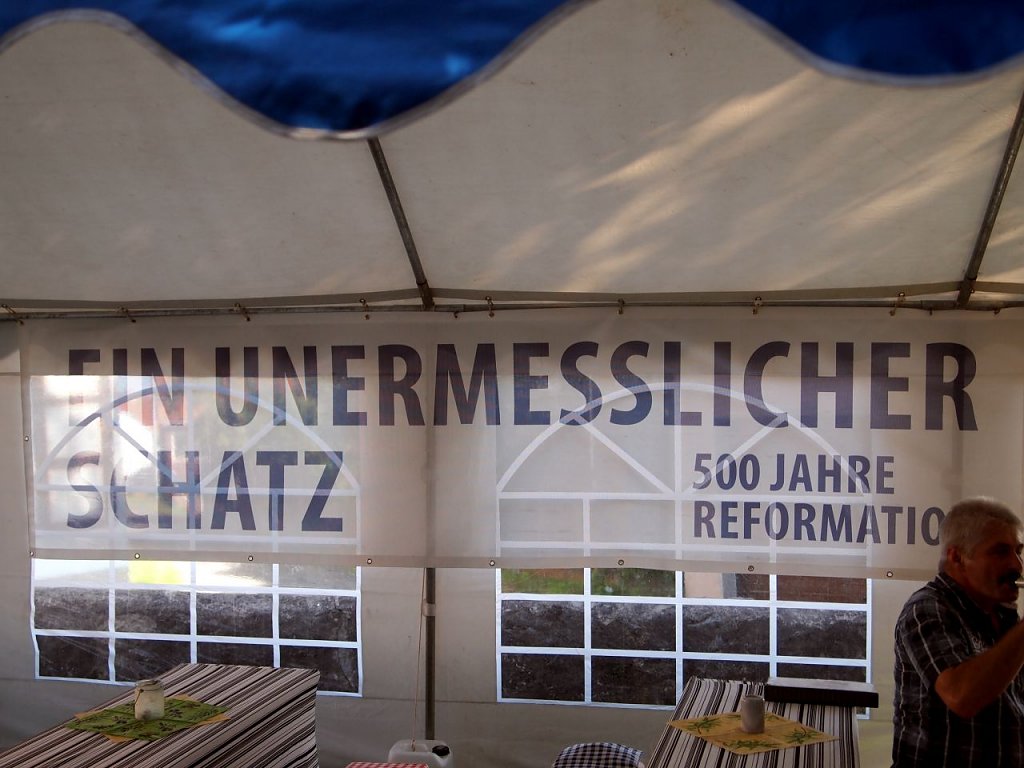 EIN UNERMESSLICHER
SCHATZ
500 JAHRE
REFORMATIO